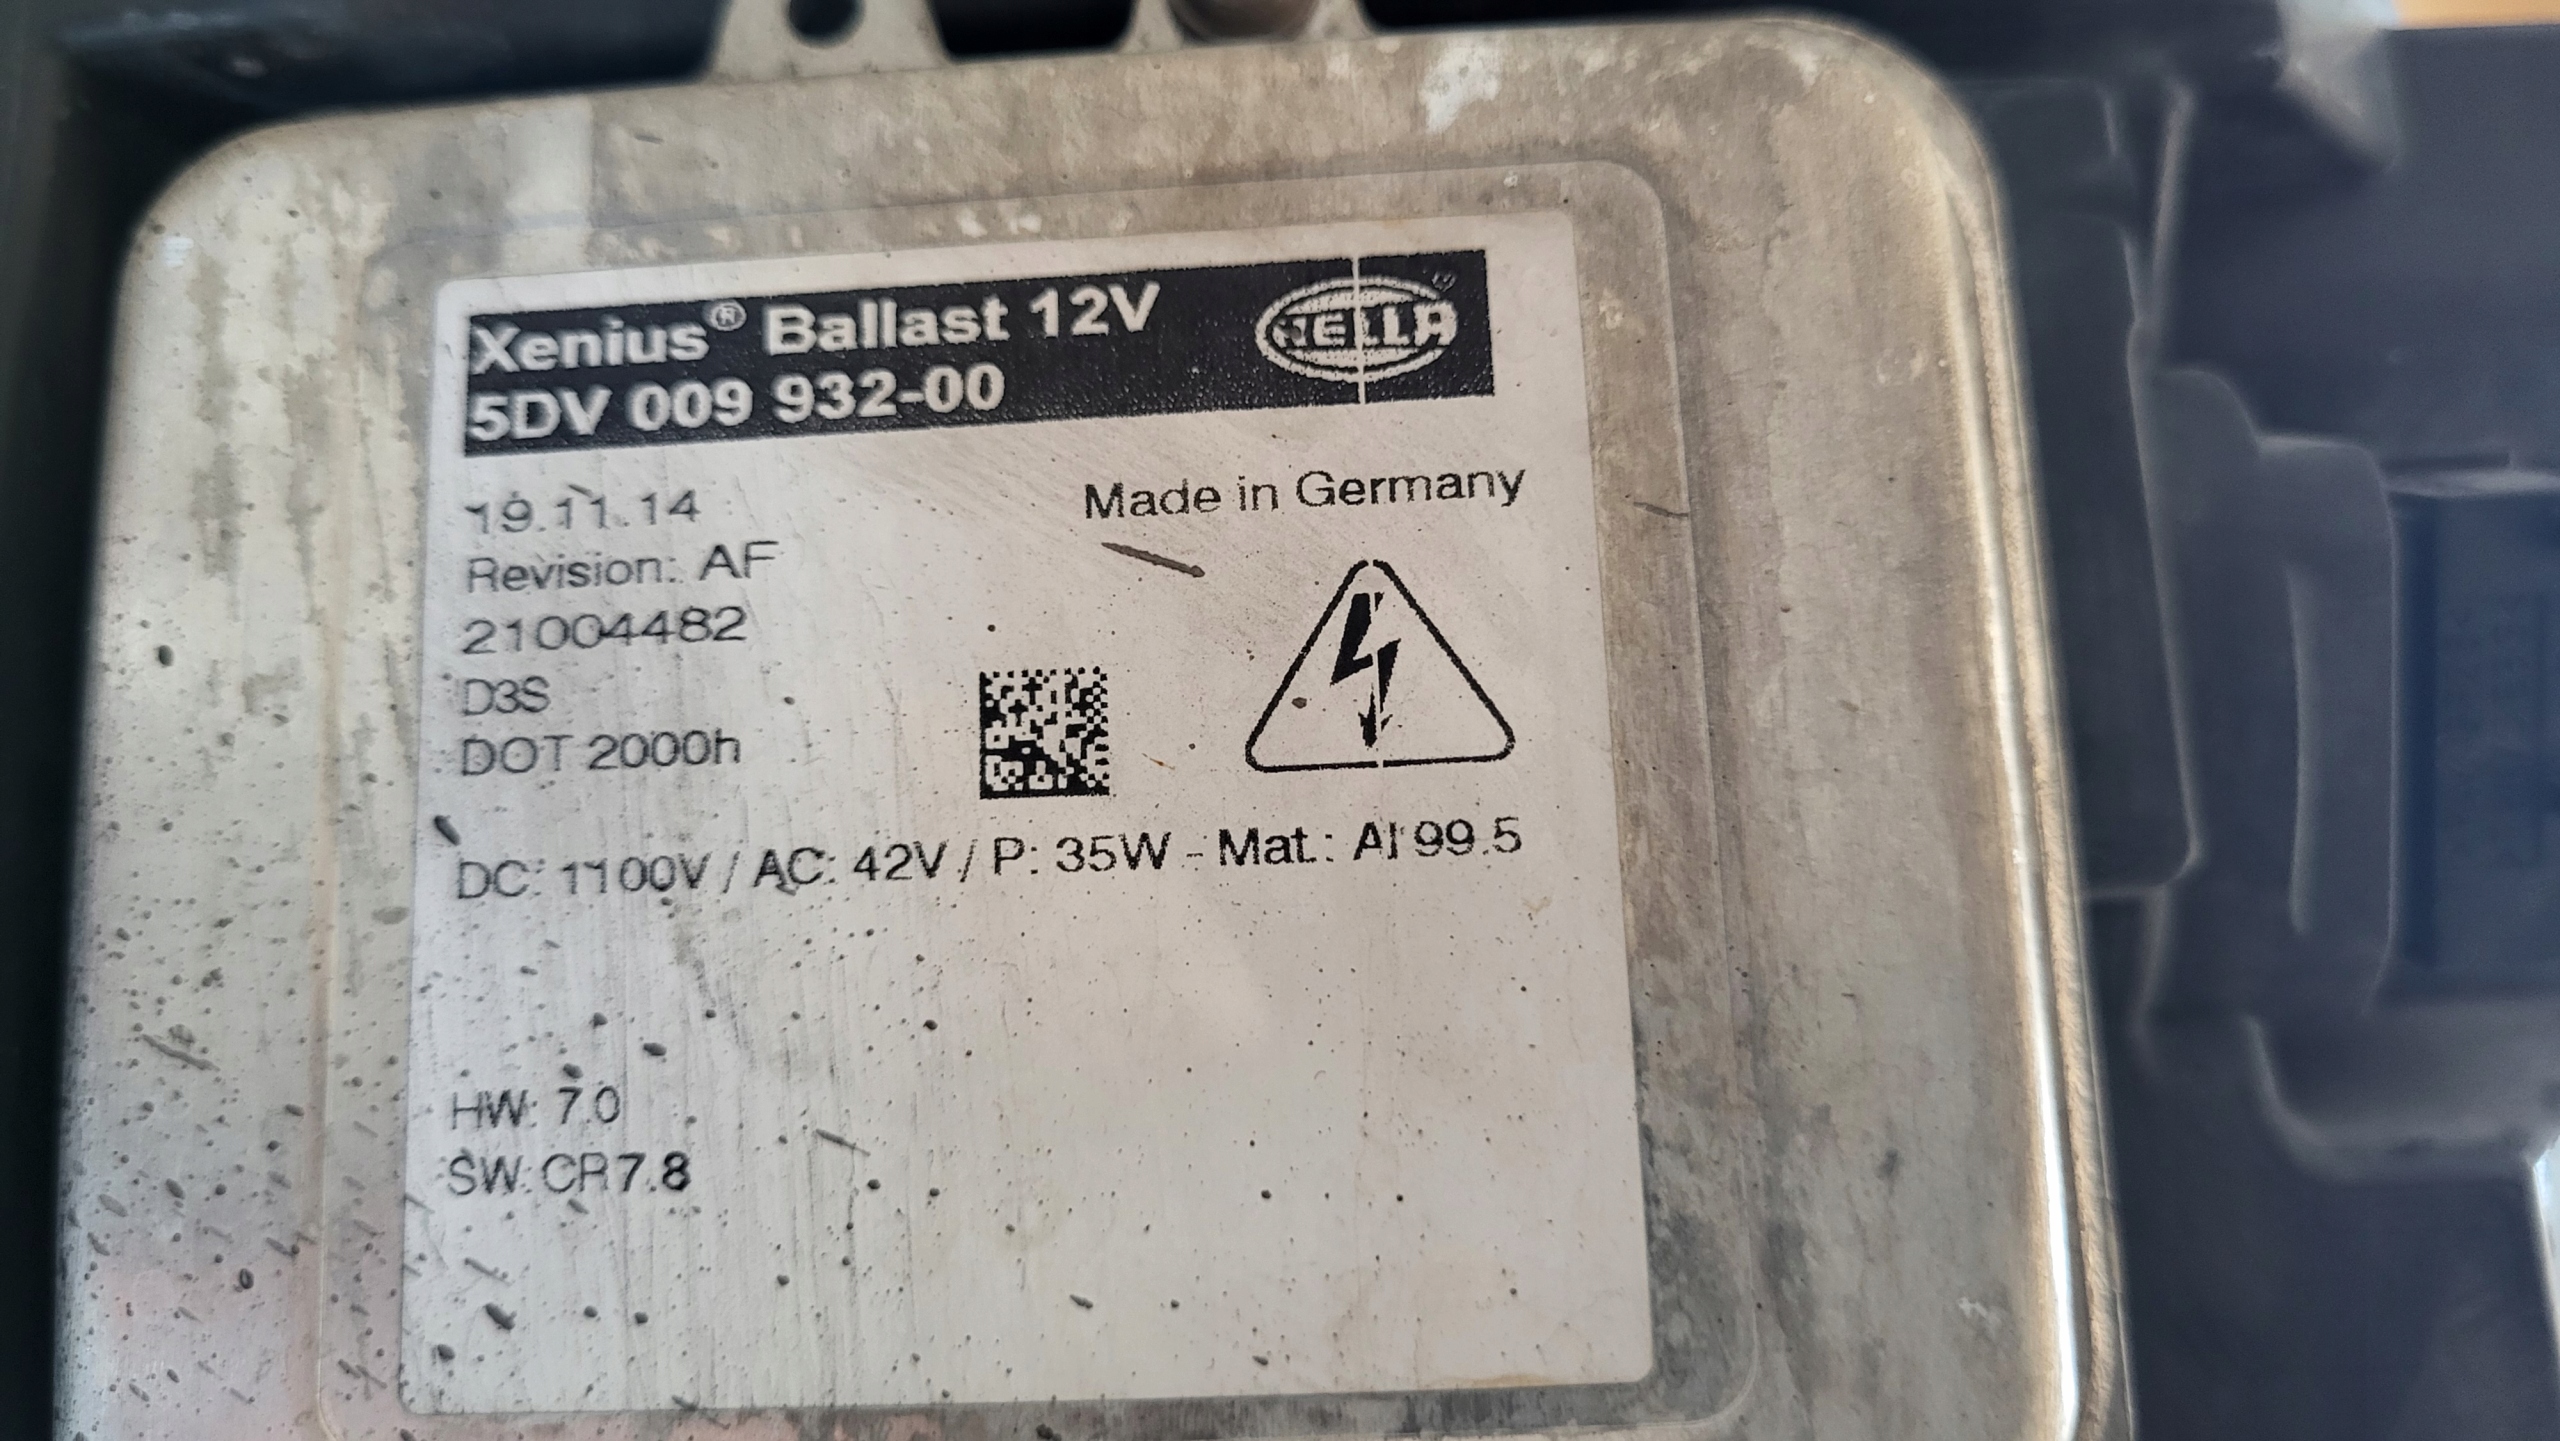 Xenius® Ballast 12V
5DV 009 932-00
HELLA
19.11.14
Made in Germany
Revision: AF
21004482
D3S
DOT 2000h
DC: 1100V / AC: 42V / P: 35W - Mat.: Al 99.5
HW: 7.0
SW: CR7.8